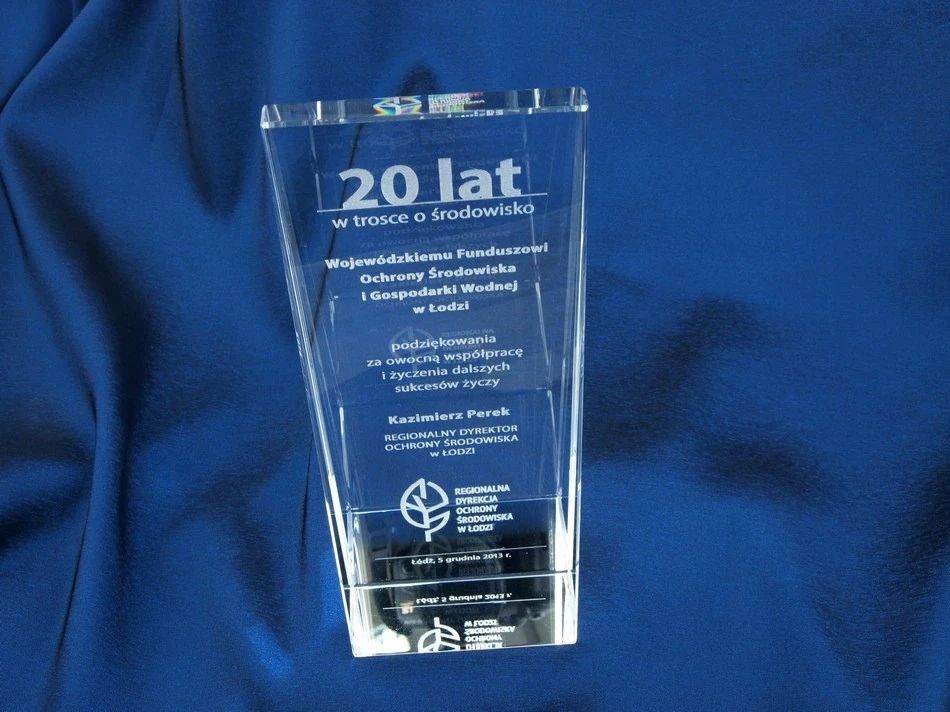 20 lat
w trosce o środowisko
Wojewódzkiemu Funduszowi
Ochrony Środowiska
i Gospodarki Wodnej
w Łodzi
podziękowania
za owocną współpracę
i życzenia dalszych
sukcesów życzy
Kazimierz Perek
REGIONALNY DYREKTOR
OCHRONY ŚRODOWISKA
w ŁODZI
REGIONALNA
DYREKCJA
OCHRONY
ŚRODOWISKA
W ŁODZI
Łódź, 5 grudnia 2013 r.